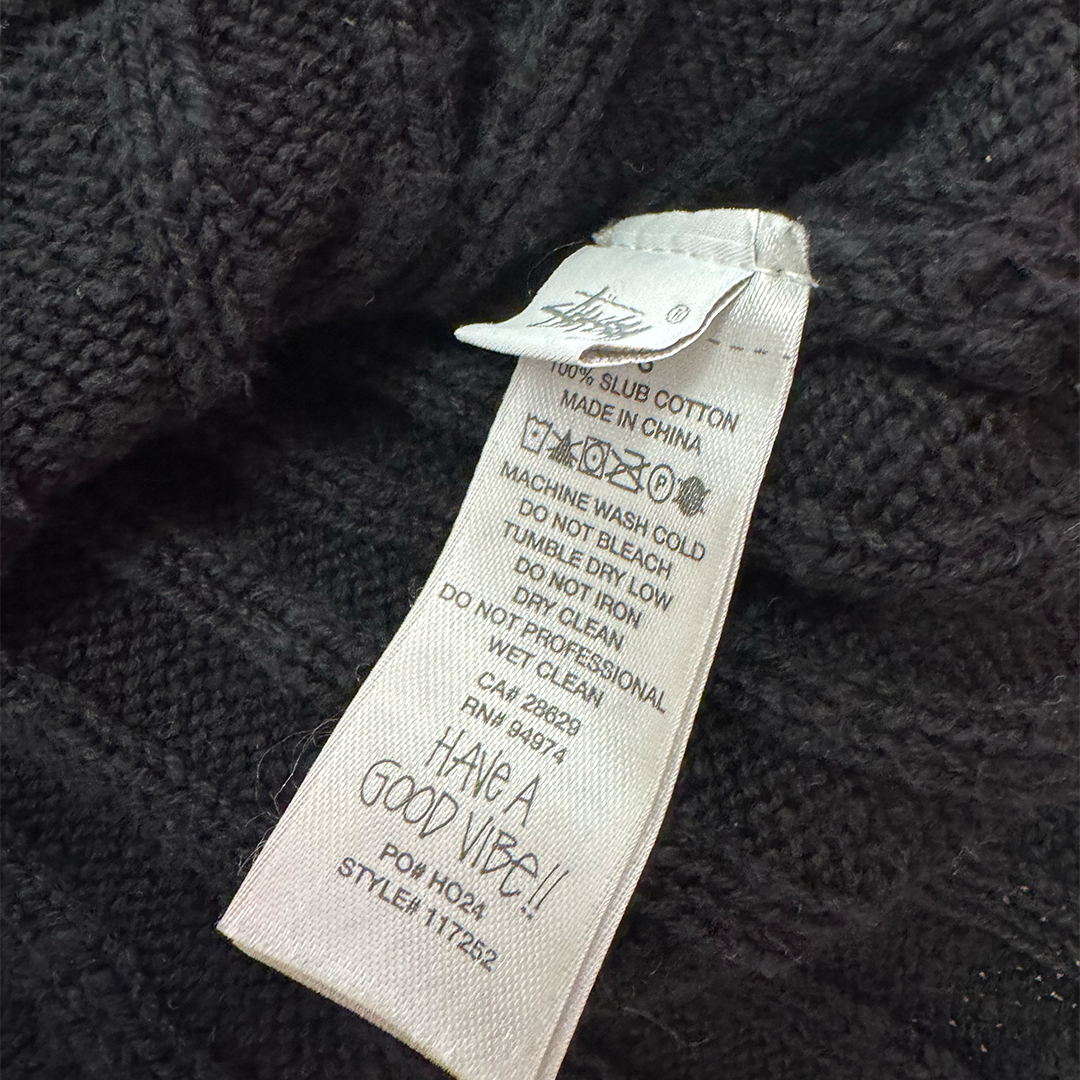 Stüssy ®
S
100% SLUB COTTON
MADE IN CHINA
P
MACHINE WASH COLD
DO NOT BLEACH
TUMBLE DRY LOW
DO NOT IRON
DRY CLEAN
DO NOT PROFESSIONAL
WET CLEAN
CA# 28629
RN# 94974
HAVe A
GOOD VIBe!!
PO# HO24
STYLE# 117252